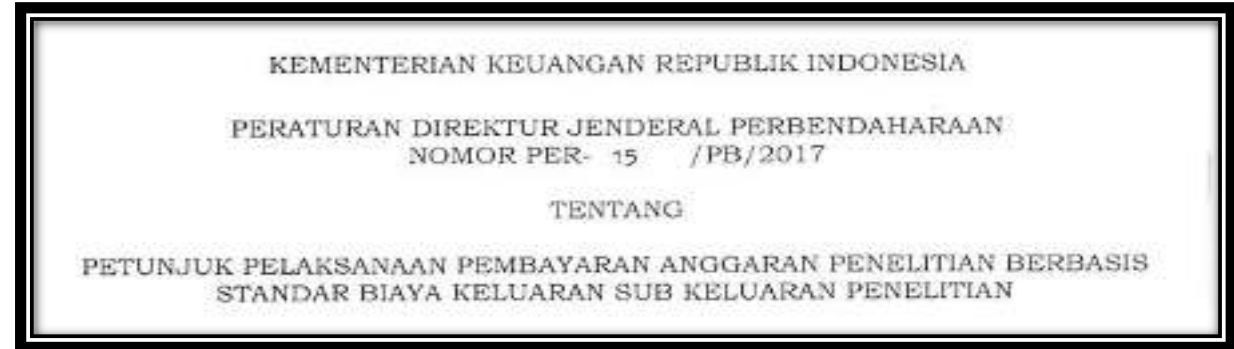 KEMENTERIAN KEUANGAN REPUBLIK INDONESIA
PERATURAN DIREKTUR JENDERAL PERBENDAHARAAN
NOMOR PER- 15 /PB/2017
TENTANG
PETUNJUK PELAKSANAAN PEMBAYARAN ANGGARAN PENELITIAN BERBASIS
STANDAR BIAYA KELUARAN SUB KELUARAN PENELITIAN